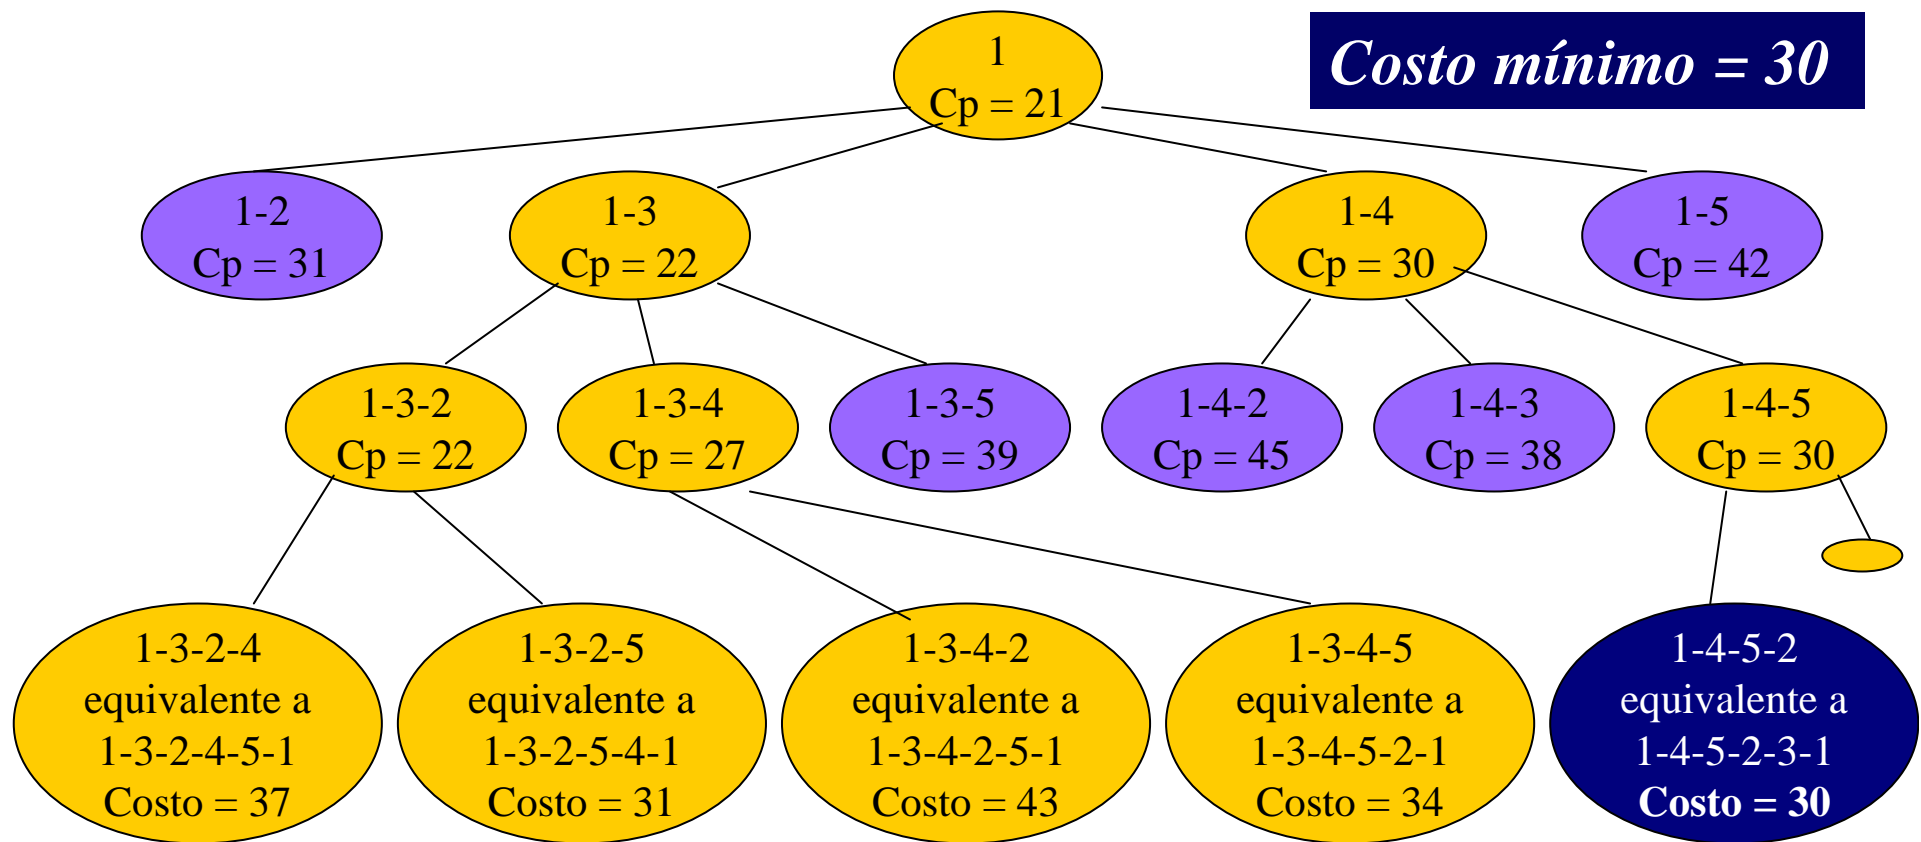 Costo mínimo = 30
1
Cp = 21
1-2
Cp = 31
1-3
Cp = 22
1-4
Cp = 30
1-5
Cp = 42
1-3-2
Cp = 22
1-3-4
Cp = 27
1-3-5
Cp = 39
1-4-2
Cp = 45
1-4-3
Cp = 38
1-4-5
Cp = 30
1-3-2-4
equivalente a
1-3-2-4-5-1
Costo = 37
1-3-2-5
equivalente a
1-3-2-5-4-1
Costo = 31
1-3-4-2
equivalente a
1-3-4-2-5-1
Costo = 43
1-3-4-5
equivalente a
1-3-4-5-2-1
Costo = 34
1-4-5-2
equivalente a
1-4-5-2-3-1
Costo = 30